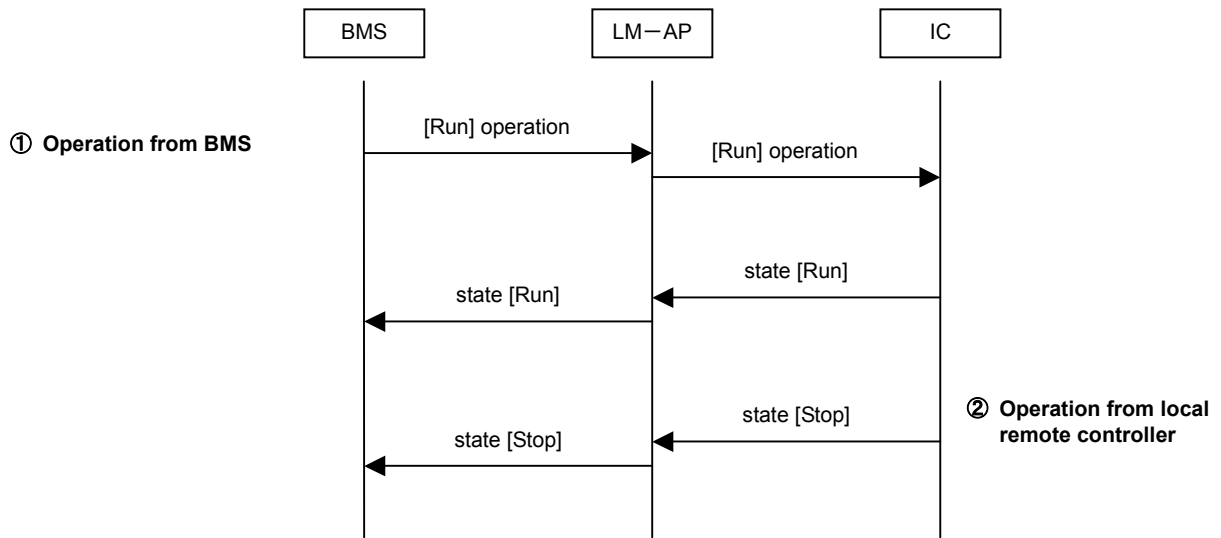 BMS
LM－AP
IC
① Operation from BMS
[Run] operation
[Run] operation
state [Run]
state [Run]
② Operation from local
remote controller
state [Stop]
state [Stop]